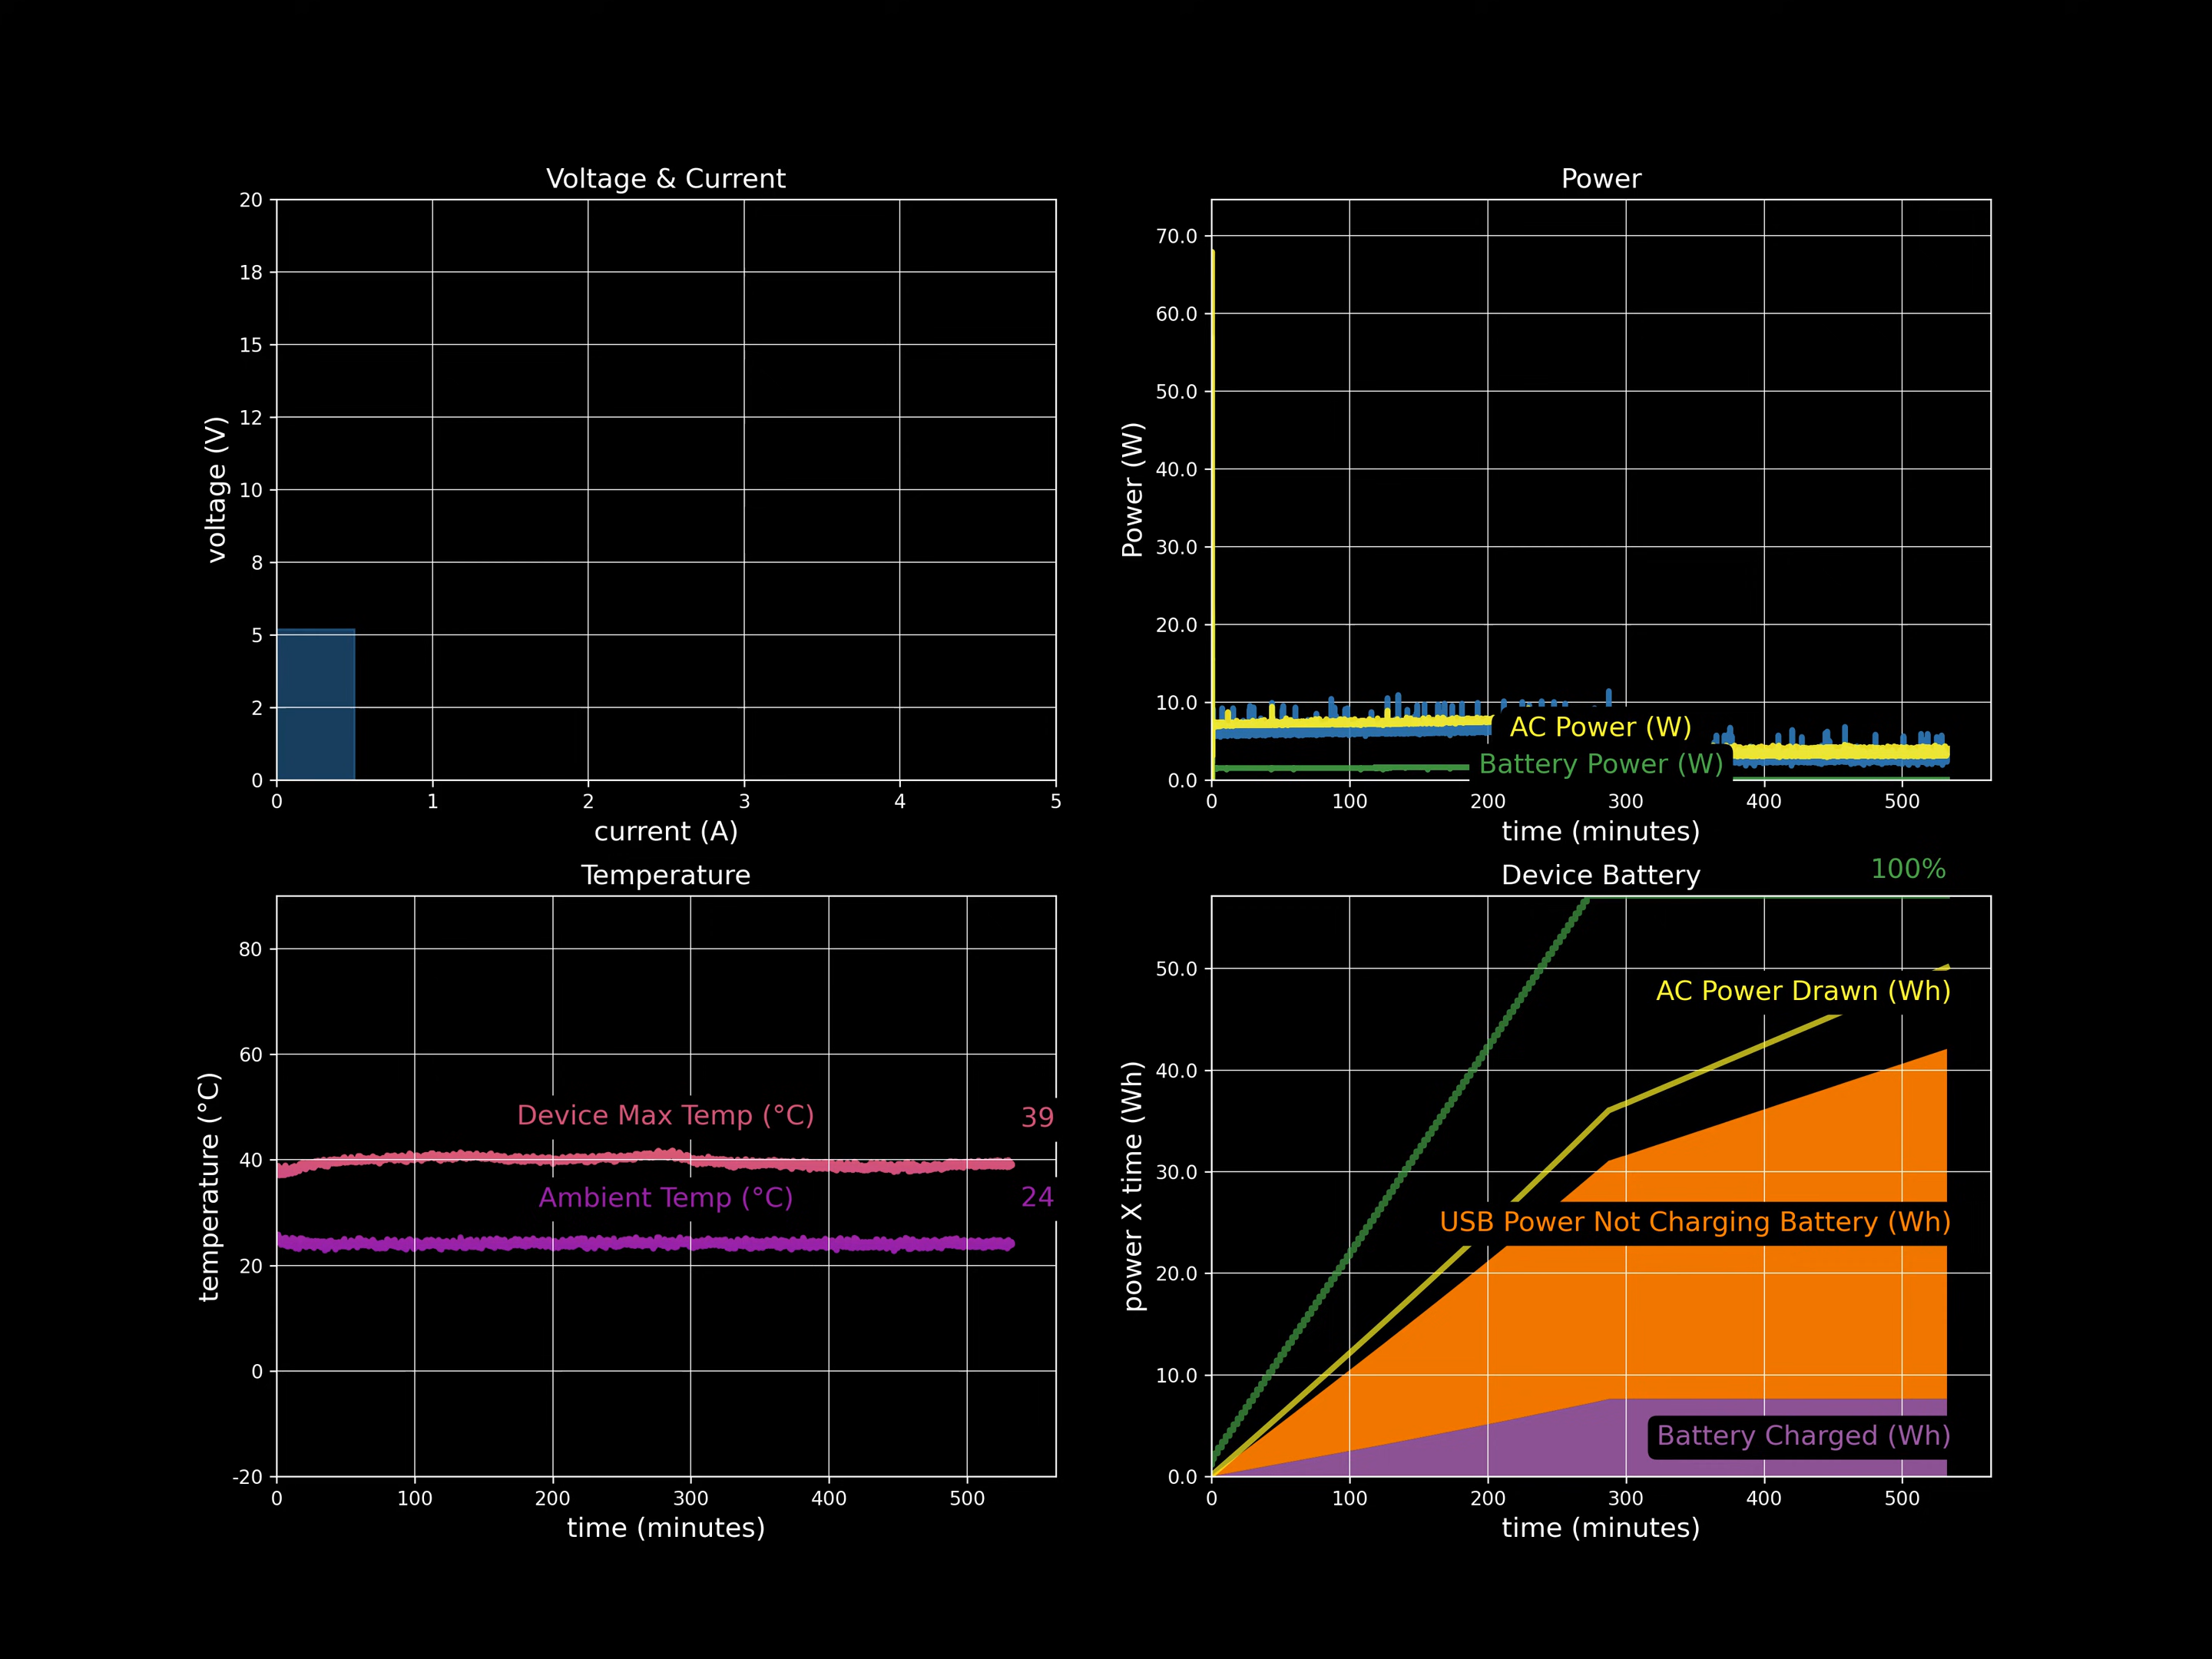 Voltage & Current
20
18
15
12
10
8
5
2
0
voltage (V)
0 1 2 3 4 5
current (A)
Power
70.0
60.0
50.0
40.0
30.0
20.0
10.0
0.0
Power (W)
AC Power (W)
Battery Power (W)
0 100 200 300 400 500
time (minutes)
Temperature
80
60
40
20
0
-20
temperature (°C)
Device Max Temp (°C) 39
Ambient Temp (°C) 24
0 100 200 300 400 500
time (minutes)
Device Battery
100%
50.0
40.0
30.0
20.0
10.0
0.0
power X time (Wh)
AC Power Drawn (Wh)
USB Power Not Charging Battery (Wh)
Battery Charged (Wh)
0 100 200 300 400 500
time (minutes)